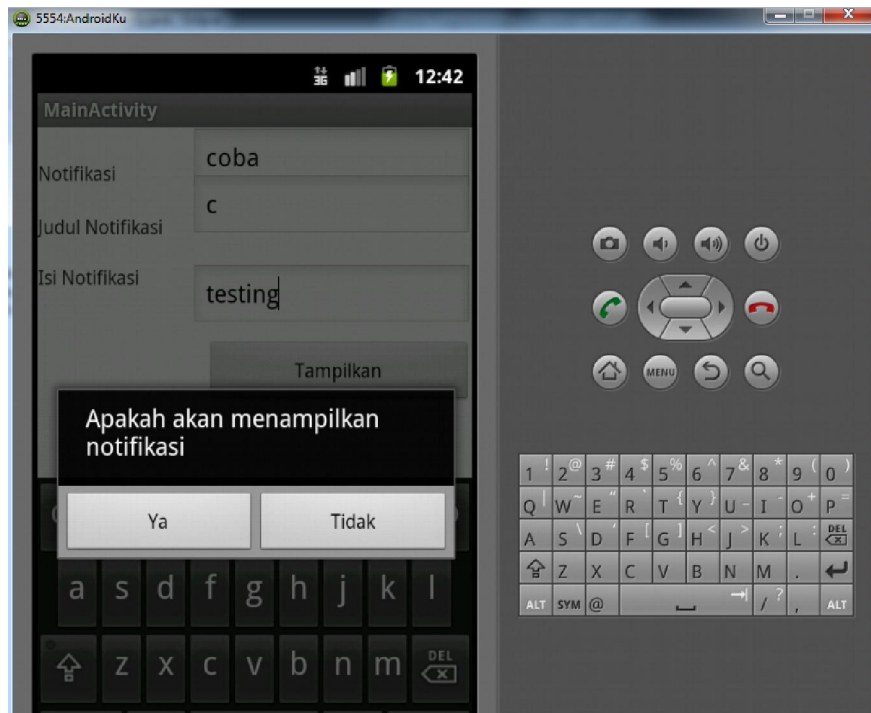 5554:AndroidKu
12:42
3G
MainActivity
Notifikasi
coba
Judul Notifikasi
c
Isi Notifikasi
testing
Tampilkan
Apakah akan menampilkan
notifikasi
Ya
Tidak
a s d f g h j k l
z x c v b n m DEL
MENU
1 ! 2 @ 3 # 4 $ 5 % 6 ^ 7 & 8 * 9 ( 0 )
Q | W ~ E “ R ` T { Y } U - I - O + P =
A S \ D ´ F [ G ] H < J > K ; L : DEL
Z X C V B N M .
ALT SYM @ / ? , ALT